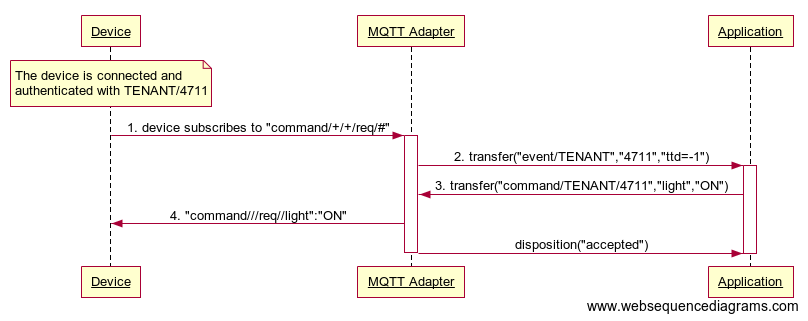 Device
MQTT Adapter
Application
The device is connected and
authenticated with TENANT/4711
1. device subscribes to "command/+/+/req/#"
2. transfer("event/TENANT","4711","ttd=-1")
3. transfer("command/TENANT/4711","light","ON")
4. "command///req//light":"ON"
disposition("accepted")
Device
MQTT Adapter
Application
www.websequencediagrams.com